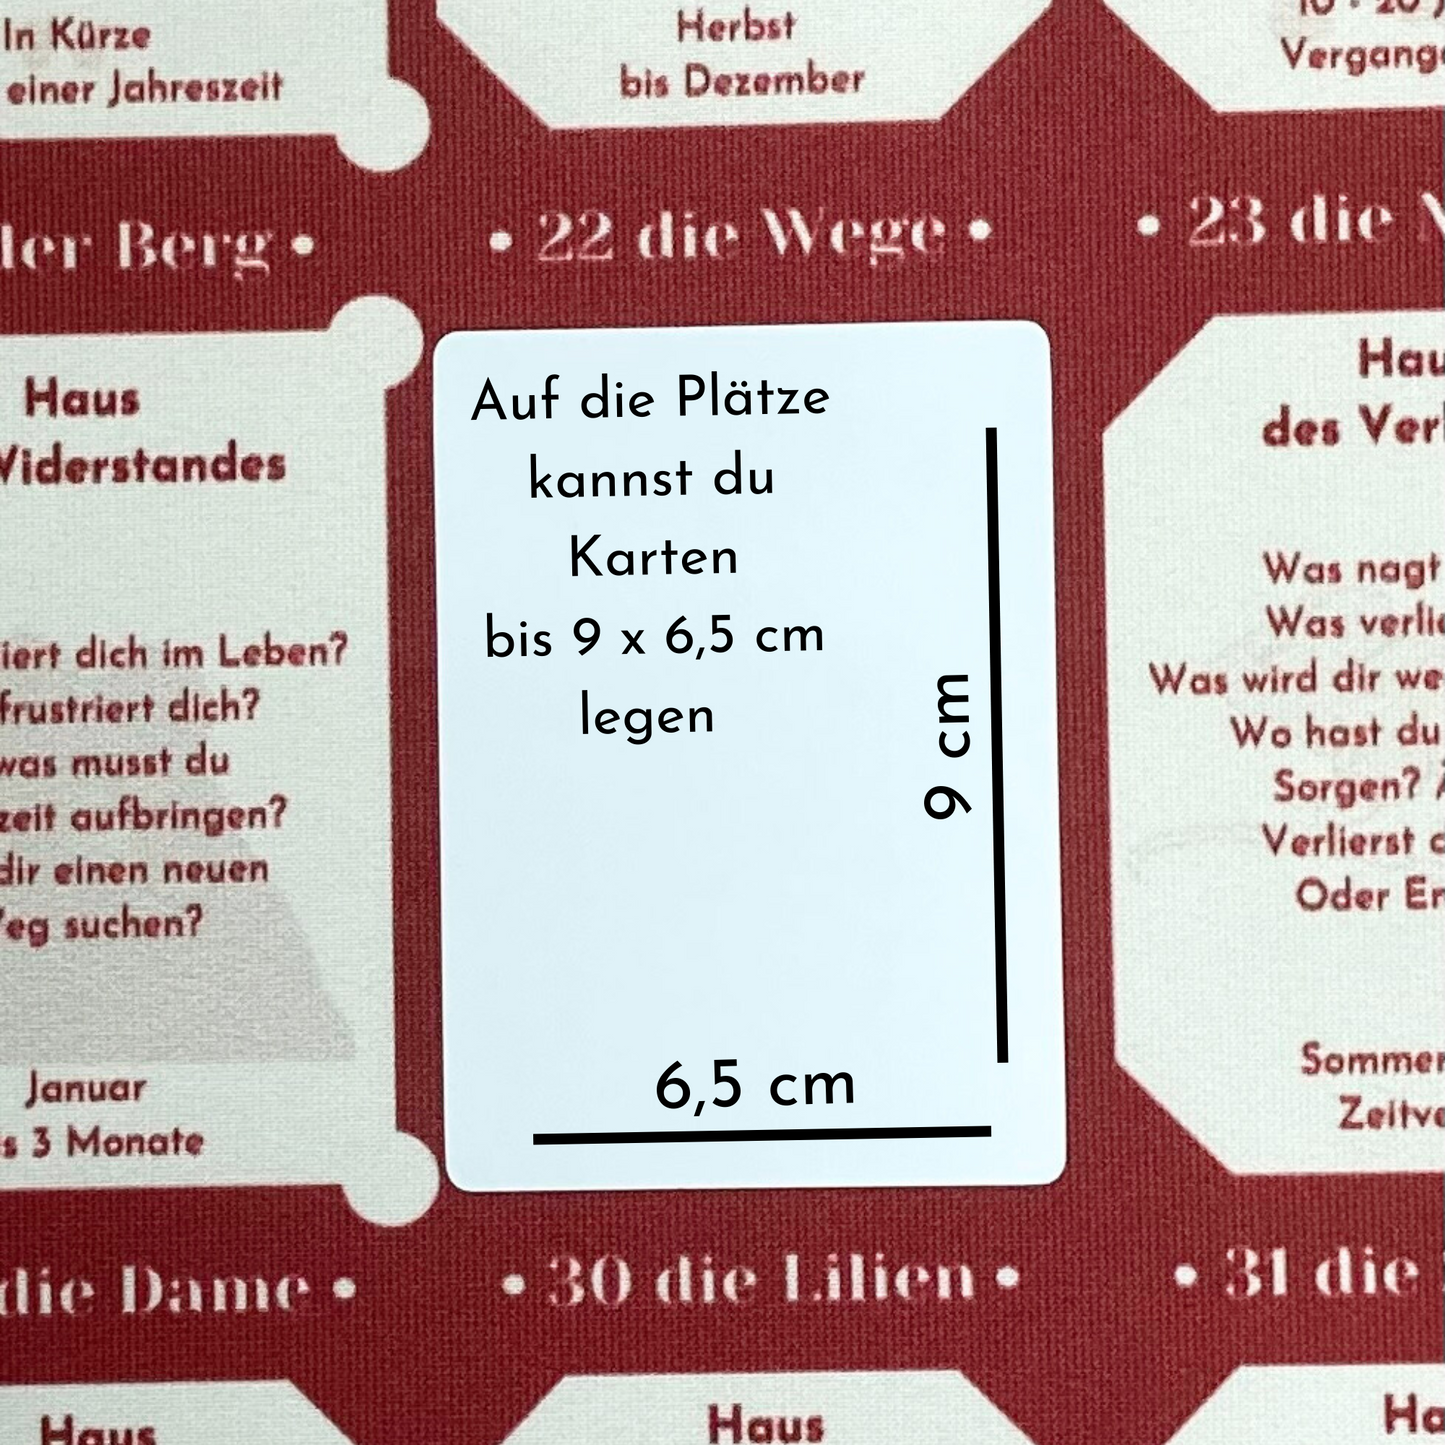 In Kürze
einer Jahreszeit
Herbst
bis Dezember
Berg •
• 22 die Wege •
• 23 die
Haus
Auf die Plätze
kannst du
Karten
bis 9 x 6,5 cm
legen
9 cm
6,5 cm
dich im Leben?
frustriert dich?
was musst du
aufbringen?
dir einen neuen
suchen?
Januar
3 Monate
des
Was nagt
Was
Was wird dir
Wo hast du
Sorgen?
Verlierst
Oder
die Dame •
• 30 die Lilien •
• 31 die
Haus
Haus